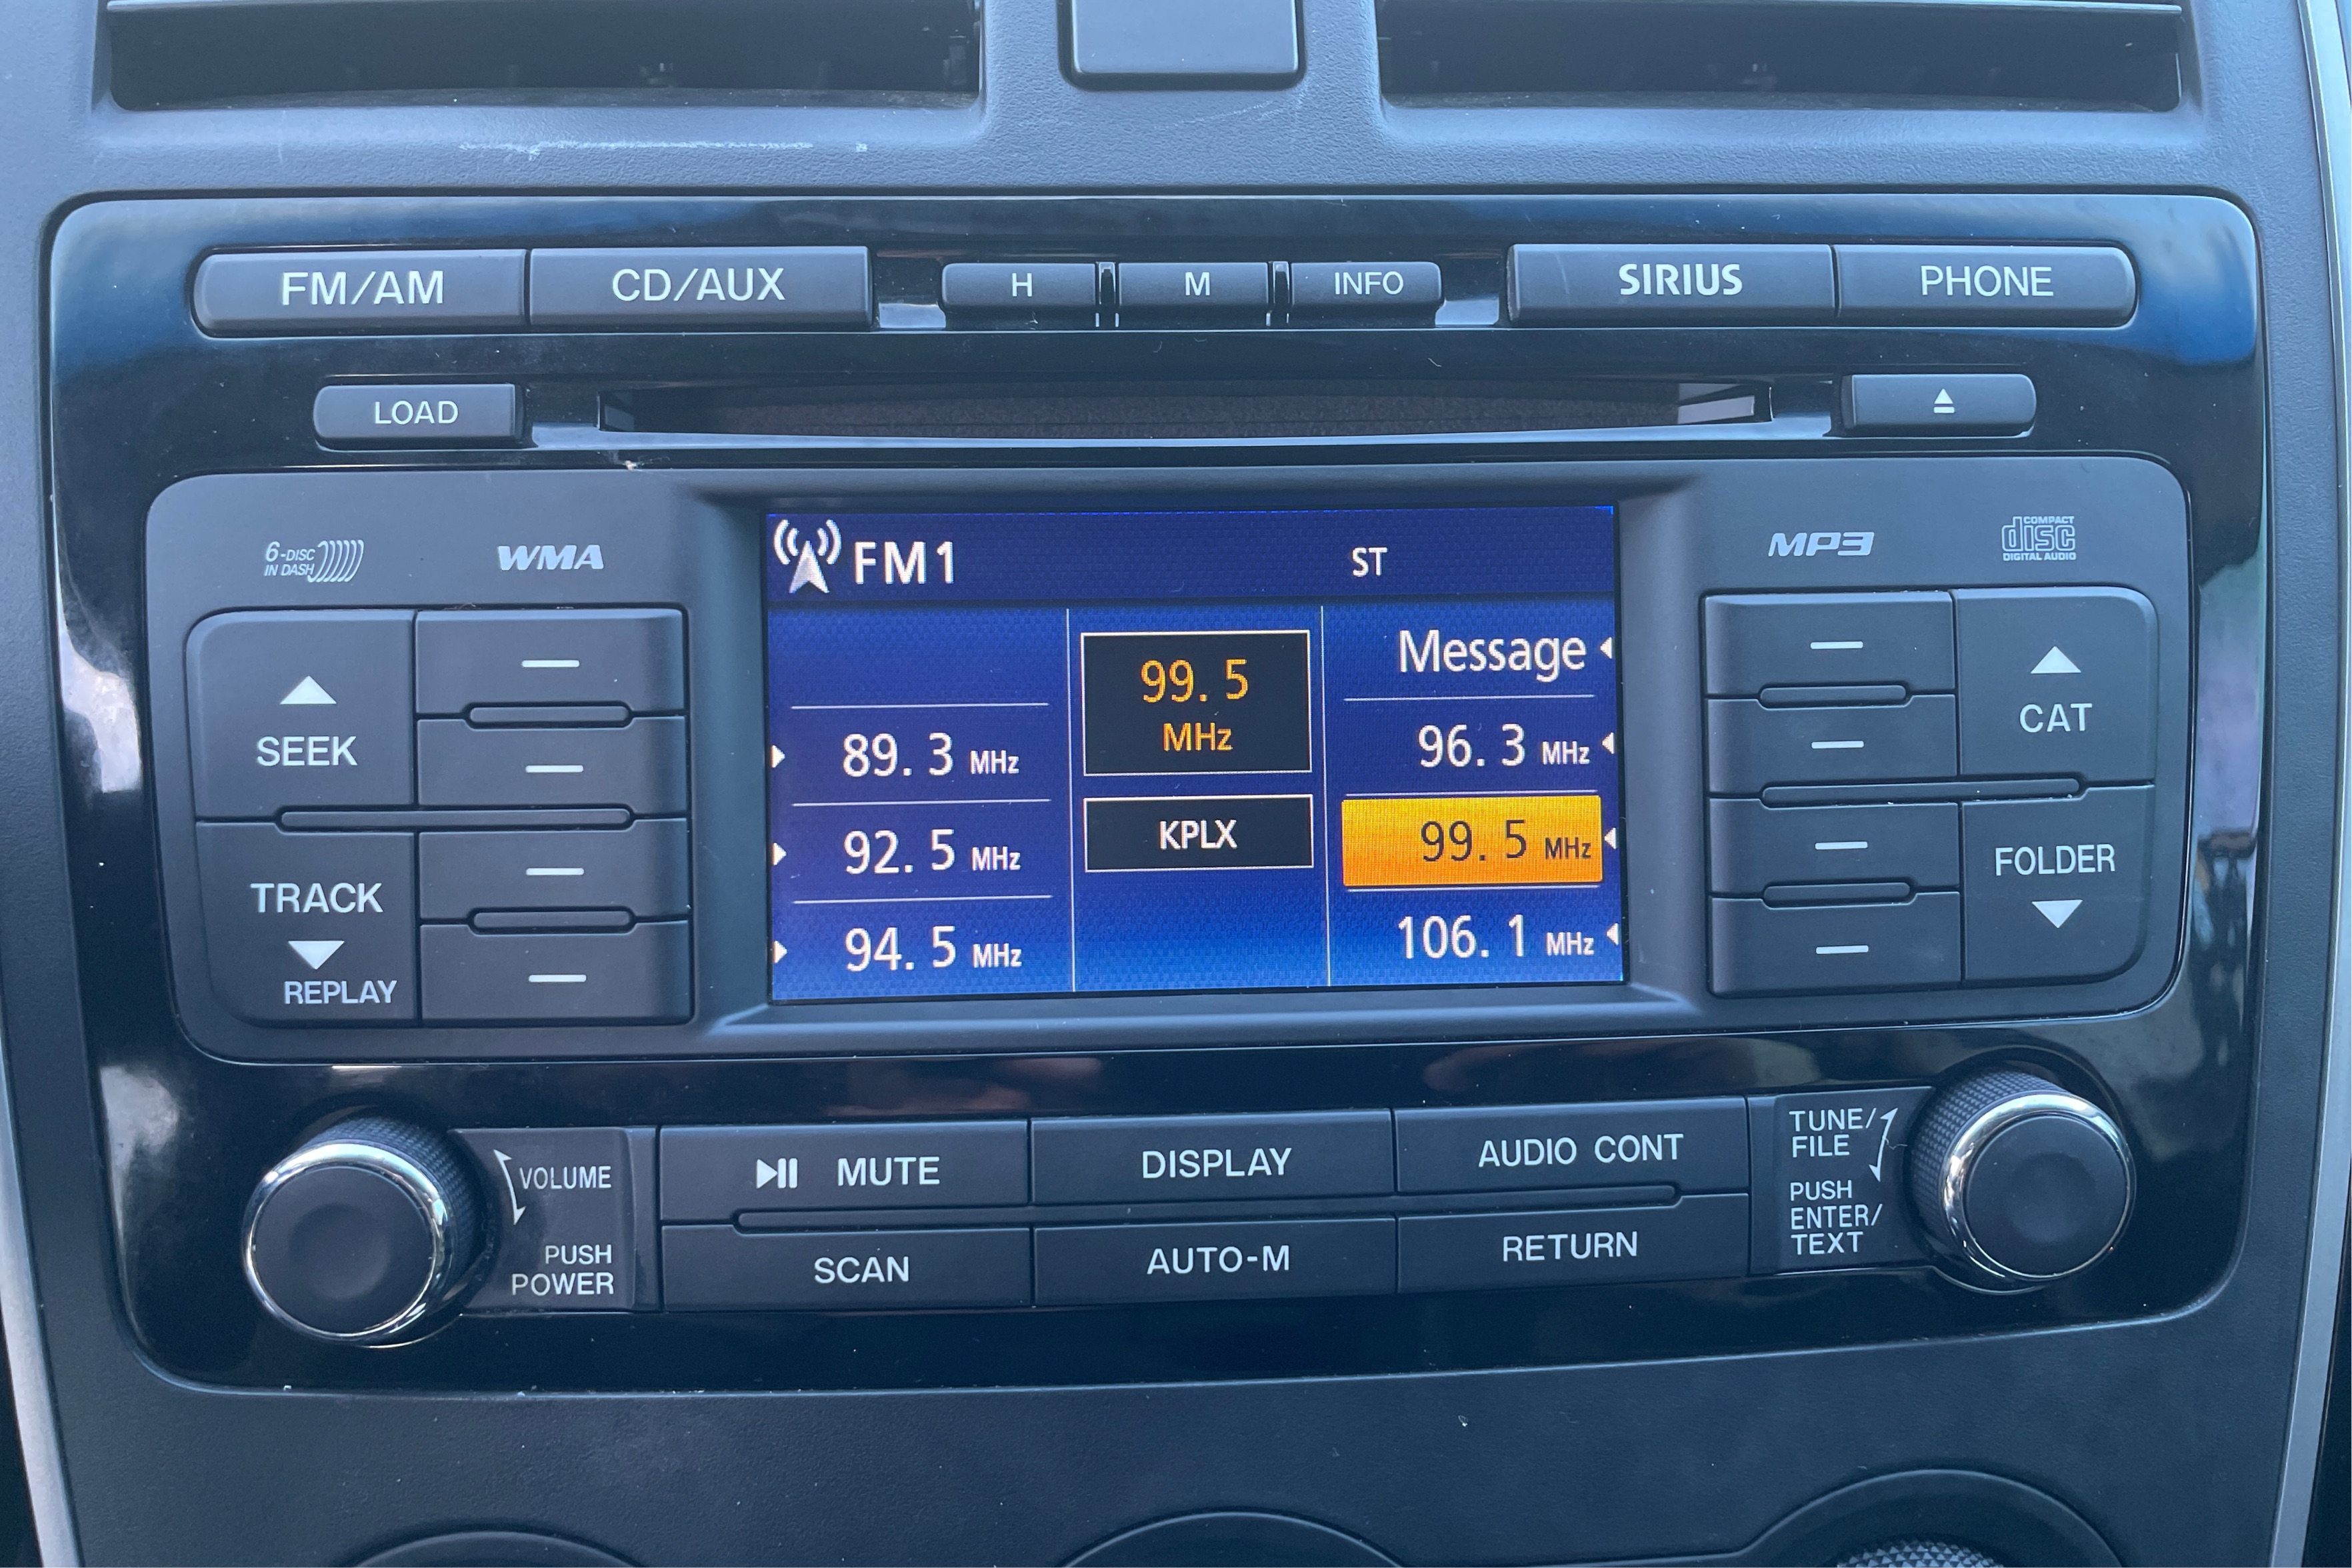 FM/AM
CD/AUX
H
M
INFO
SIRIUS
PHONE
LOAD
6-DISC
IN DASH
WMA
MP3
COMPACT
disc
DIGITAL AUDIO
SEEK
TRACK
REPLAY
FM1
ST
89.3 MHz
92.5 MHz
94.5 MHz
99.5
MHz
KPLX
Message
96.3 MHz
99.5 MHz
106.1 MHz
CAT
FOLDER
VOLUME
PUSH
POWER
MUTE
DISPLAY
AUDIO CONT
SCAN
AUTO-M
RETURN
TUNE/
FILE
PUSH
ENTER/
TEXT